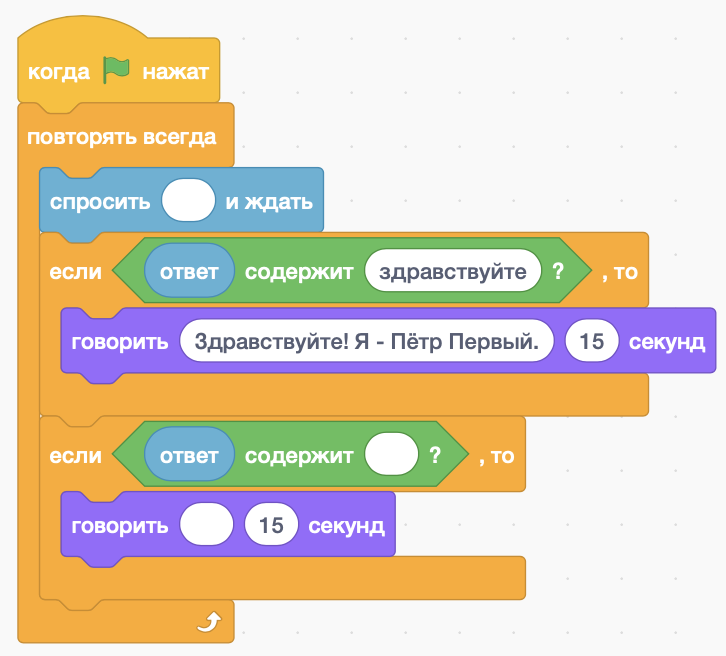 когда нажат
повторять всегда
спросить и ждать
если ответ содержит здравствуйте ? , то
говорить Здравствуйте! Я - Пётр Первый. 15 секунд
если ответ содержит ? , то
говорить 15 секунд